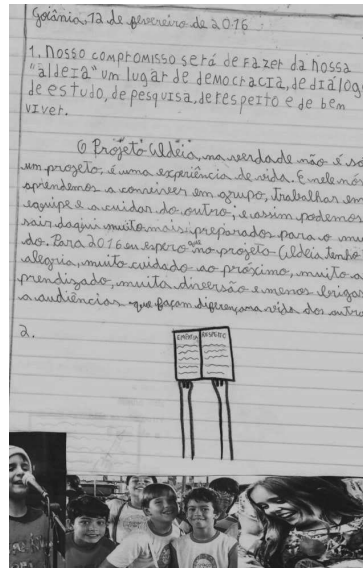 Goiânia, 12 de fevereiro de 2016
1. Nosso compromisso será de fazer da nossa
"aldeia" um lugar de democracia, de diálogo
de estudo, de pesquisa, de respeito e de bem
viver.
O Projeto Aldeia, na verdade não é só
um projeto, é uma experiência de vida. E nele nós
aprendemos a conviver em grupo, trabalhar em
equipe e a cuidar do outro, e assim podemos
sair daqui muito mais preparados para o mun
do. Para 2016 eu espero que no projeto Aldeia tenha
alegria, muito cuidado ao próximo, muito a
prendizado, muita diversão e menos brigas
a audiências que façam diferença na vida dos outro
2.
EMPATIA RESPEITO